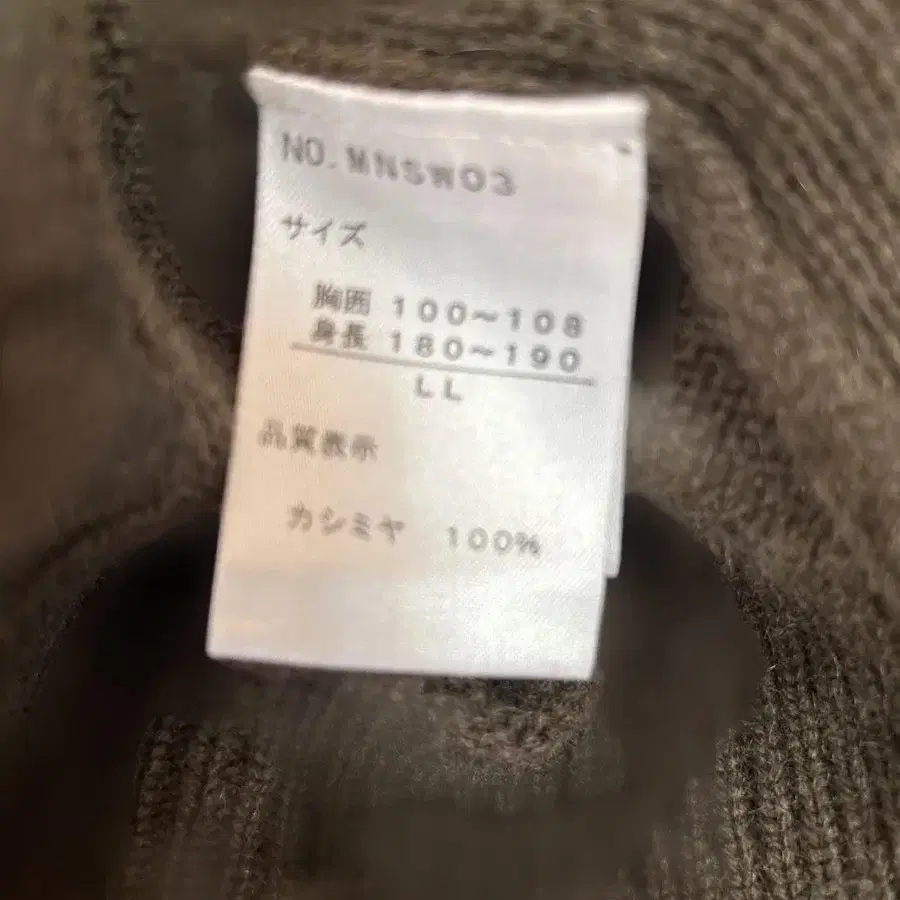 NO.MNSW03
サイズ
胸囲 100~108
身長 180~190
LL
品質表示
カシミヤ 100%